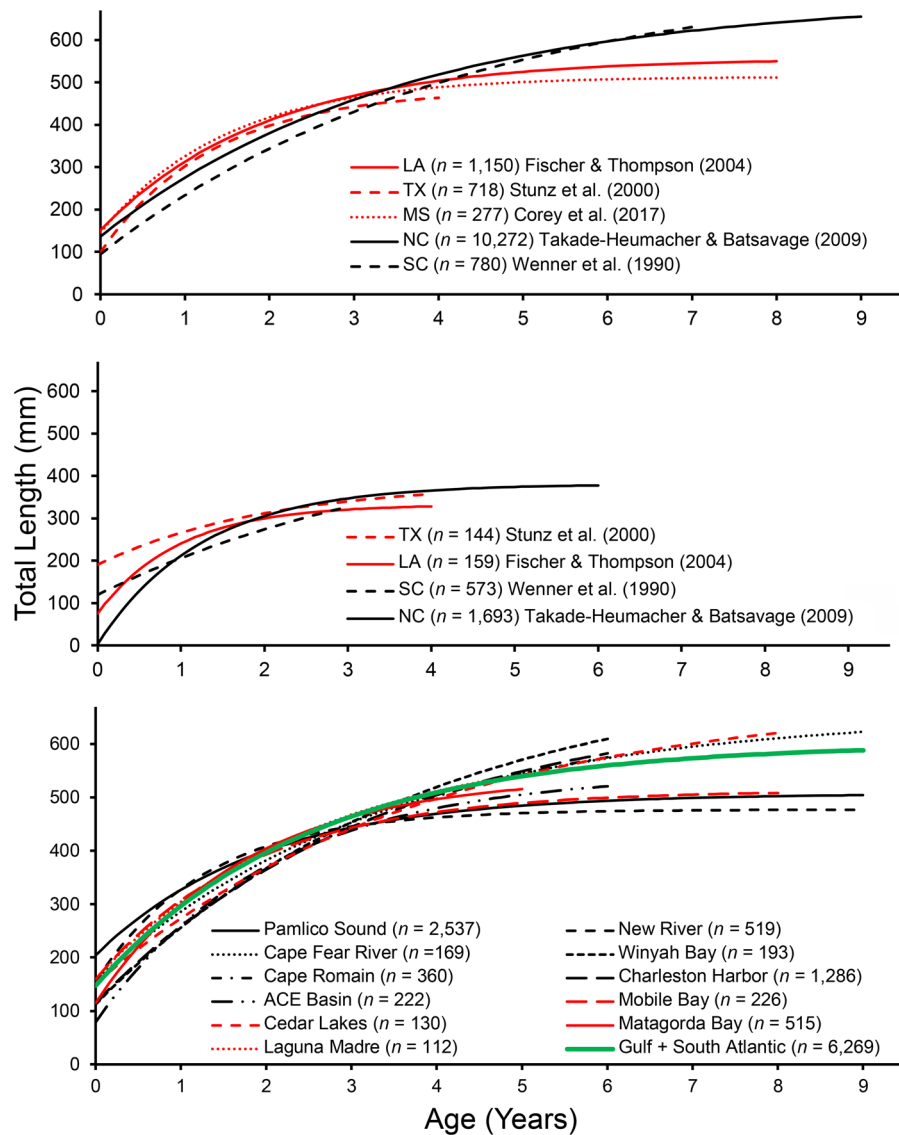 600
500
400
300
200
100
0
LA (n = 1,150) Fischer & Thompson (2004)
TX (n = 718) Stunz et al. (2000)
MS (n = 277) Corey et al. (2017)
NC (n = 10,272) Takade-Heumacher & Batsavage (2009)
SC (n = 780) Wenner et al. (1990)
0 1 2 3 4 5 6 7 8 9
Total Length (mm)
600
500
400
300
200
100
0
TX (n = 144) Stunz et al. (2000)
LA (n = 159) Fischer & Thompson (2004)
SC (n = 573) Wenner et al. (1990)
NC (n = 1,693) Takade-Heumacher & Batsavage (2009)
0 1 2 3 4 5 6 7 8 9
600
500
400
300
200
100
0
Pamlico Sound (n = 2,537)
Cape Fear River (n =169)
Cape Romain (n = 360)
ACE Basin (n = 222)
Cedar Lakes (n = 130)
Laguna Madre (n = 112)
New River (n = 519)
Winyah Bay (n = 193)
Charleston Harbor (n = 1,286)
Mobile Bay (n = 226)
Matagorda Bay (n = 515)
Gulf + South Atlantic (n = 6,269)
0 1 2 3 4 5 6 7 8 9
Age (Years)